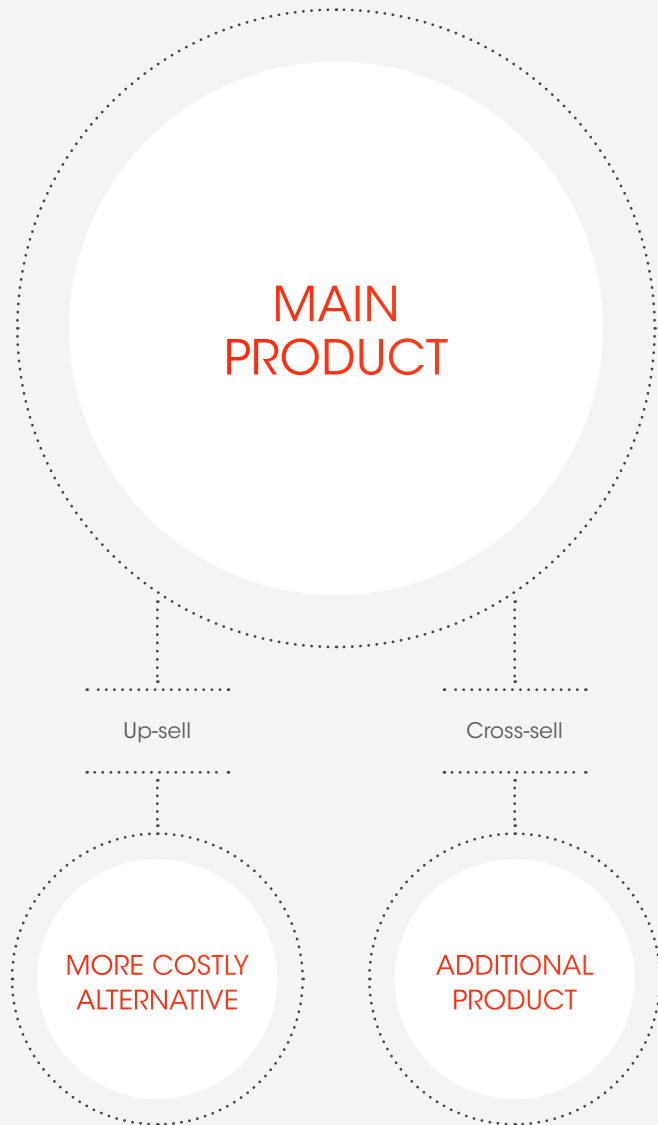 MAIN
PRODUCT
Up-sell
Cross-sell
MORE COSTLY
ALTERNATIVE
ADDITIONAL
PRODUCT